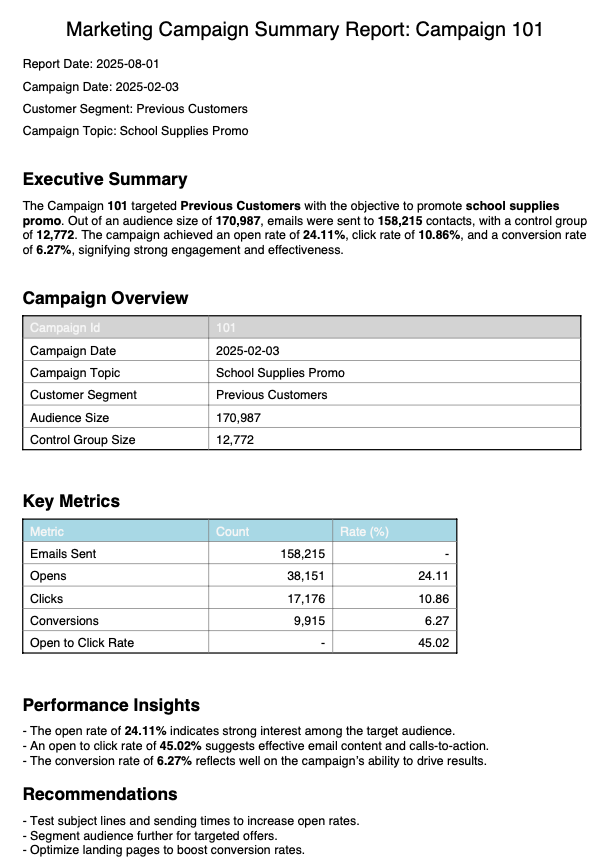 Marketing Campaign Summary Report: Campaign 101
Report Date: 2025-08-01
Campaign Date: 2025-02-03
Customer Segment: Previous Customers
Campaign Topic: School Supplies Promo
Executive Summary
The Campaign 101 targeted Previous Customers with the objective to promote school supplies
promo. Out of an audience size of 170,987, emails were sent to 158,215 contacts, with a control group
of 12,772. The campaign achieved an open rate of 24.11%, click rate of 10.86%, and a conversion rate
of 6.27%, signifying strong engagement and effectiveness.
Campaign Overview
Campaign Id 101
Campaign Date 2025-02-03
Campaign Topic School Supplies Promo
Customer Segment Previous Customers
Audience Size 170,987
Control Group Size 12,772
Key Metrics
Metric Count Rate (%)
Emails Sent 158,215 -
Opens 38,151 24.11
Clicks 17,176 10.86
Conversions 9,915 6.27
Open to Click Rate - 45.02
Performance Insights
- The open rate of 24.11% indicates strong interest among the target audience.
- An open to click rate of 45.02% suggests effective email content and calls-to-action.
- The conversion rate of 6.27% reflects well on the campaign's ability to drive results.
Recommendations
- Test subject lines and sending times to increase open rates.
- Segment audience further for targeted offers.
- Optimize landing pages to boost conversion rates.